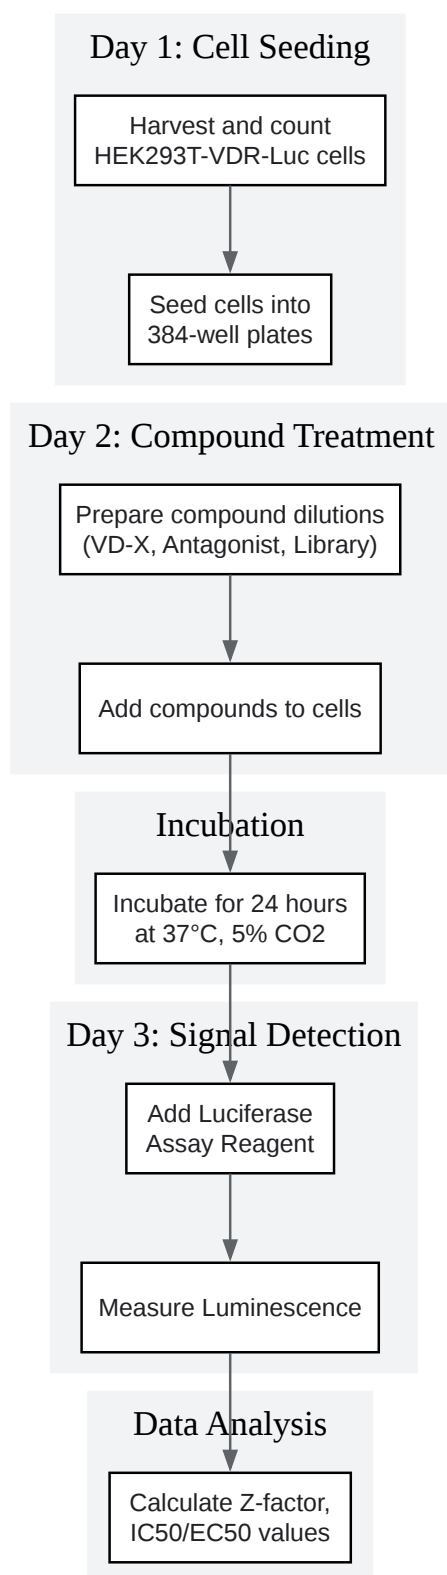 Day 1: Cell Seeding
Harvest and count
HEK293T-VDR-Luc cells
Seed cells into
384-well plates
Day 2: Compound Treatment
Prepare compound dilutions
(VD-X, Antagonist, Library)
Add compounds to cells
Incubation
Incubate for 24 hours
at 37°C, 5% CO2
Day 3: Signal Detection
Add Luciferase
Assay Reagent
Measure Luminescence
Data Analysis
Calculate Z-factor,
IC50/EC50 values